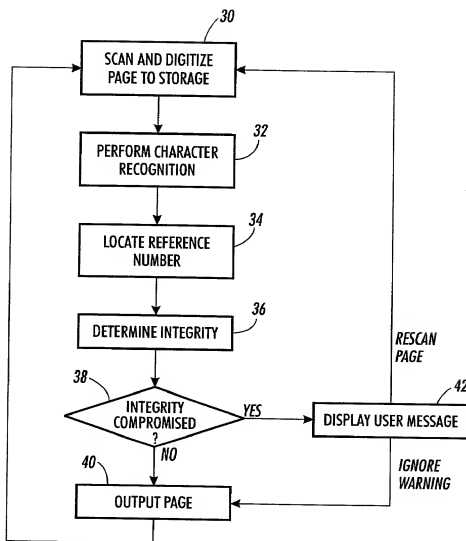 30
SCAN AND DIGITIZE
PAGE TO STORAGE
32
PERFORM CHARACTER
RECOGNITION
34
LOCATE REFERENCE
NUMBER
36
DETERMINE INTEGRITY
RESCAN
PAGE
38
INTEGRITY
COMPROMISED
?
YES
42
DISPLAY USER MESSAGE
NO
IGNORE
WARNING
40
OUTPUT PAGE